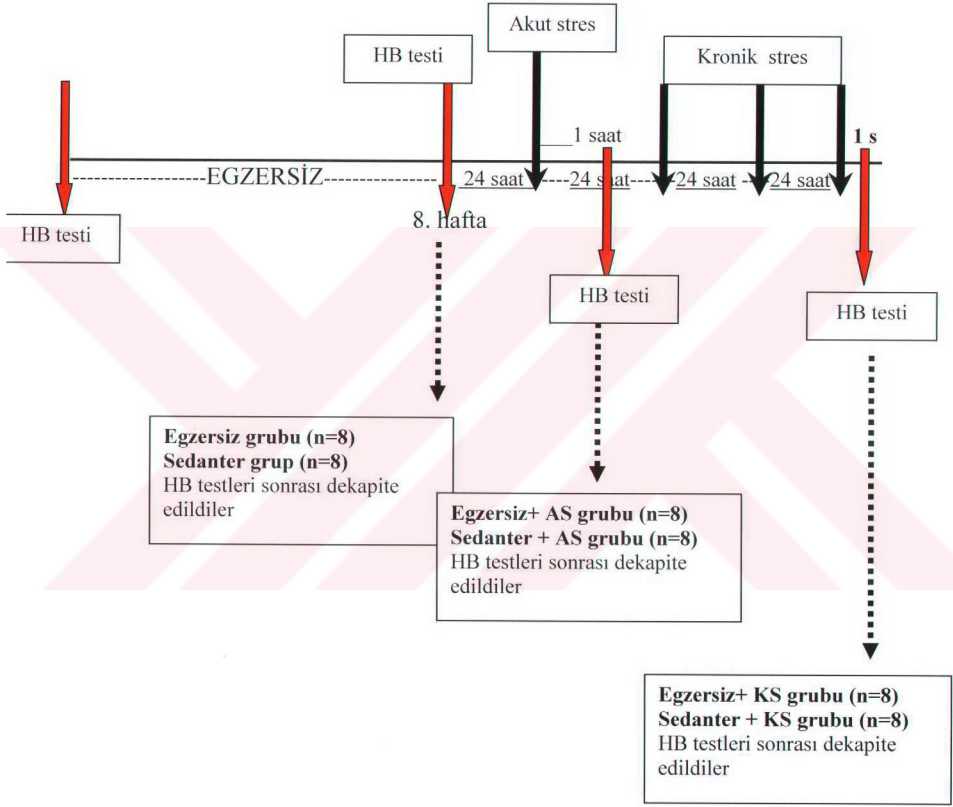 Akut stres
HB testi
Kronik stres
1 saat
1 s
EGZERSİZ
24 saat
24 saat
24 saat
24 saat
8. hafta
HB testi
HB testi
HB testi
Egzersiz grubu (n=8)
Sedanter grup (n=8)
HB testleri sonrası dekapite
edildiler
Egzersiz+ AS grubu (n=8)
Sedanter + AS grubu (n=8)
HB testleri sonrası dekapite
edildiler
Egzersiz+ KS grubu (n=8)
Sedanter + KS grubu (n=8)
HB testleri sonrası dekapite
edildiler